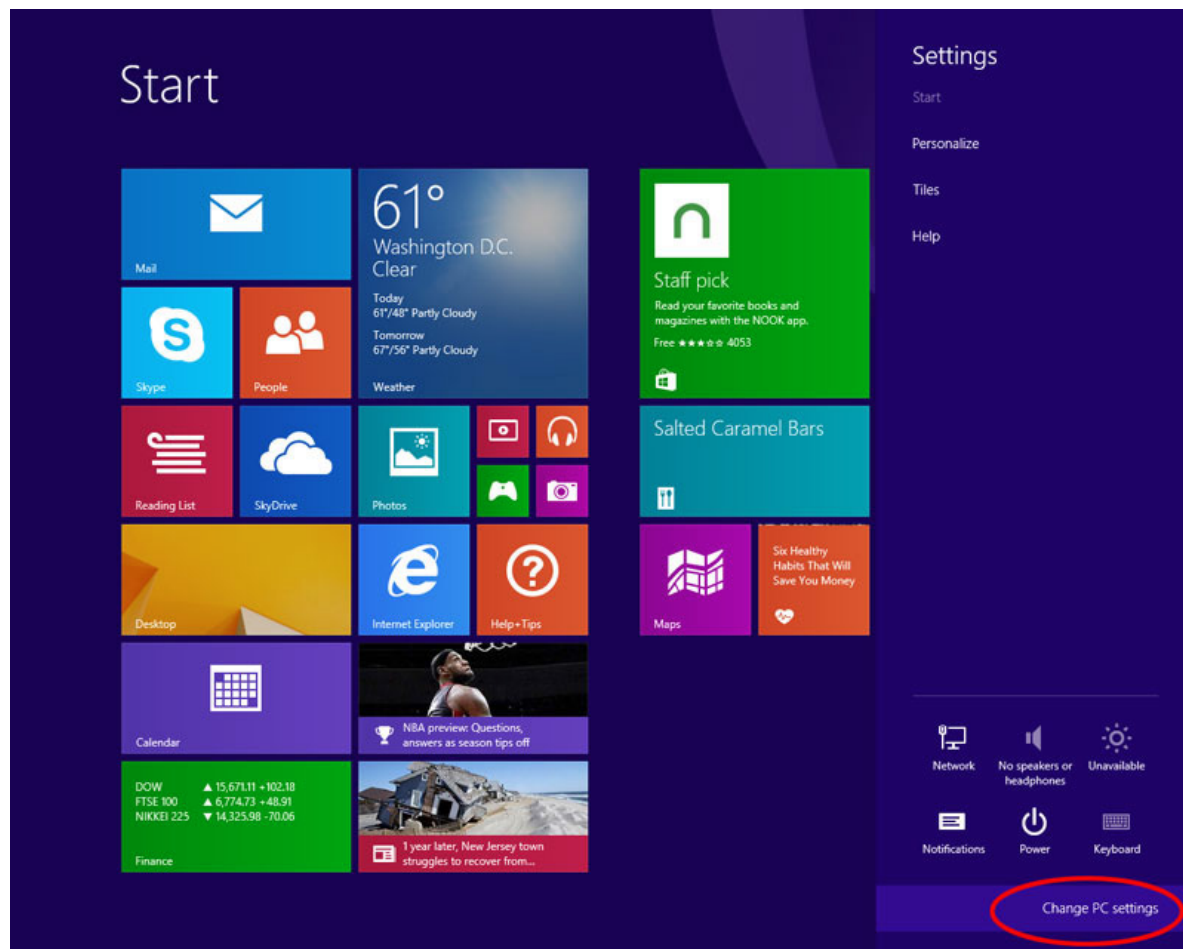 Start
Mail
61°
Washington D.C.
Clear
Today
61°/48° Partly Cloudy
Tomorrow
67°/56° Partly Cloudy
Weather
Skype
People
Reading List
SkyDrive
Photos
Desktop
Internet Explorer
Help+Tips
Calendar
NBA preview: Questions,
answers as season tips off
DOW ▲ 15,671.11 +102.18
FTSE 100 ▲ 6,774.73 +48.91
NIKKEI 225 ▼ 14,325.98 -70.06
Finance
1 year later, New Jersey town
struggles to recover from...
Staff pick
Read your favorite books and
magazines with the NOOK app.
Free ★★★☆☆ 4053
Salted Caramel Bars
Maps
Six Healthy
Habits That Will
Save You Money
Settings
Start
Personalize
Tiles
Help
Network
No speakers or
headphones
Unavailable
Notifications
Power
Keyboard
Change PC settings